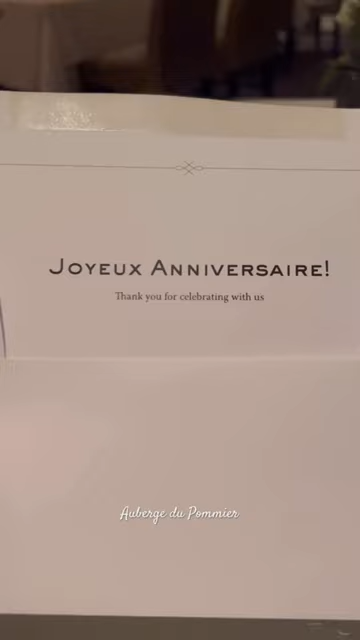 Joyeux Anniversaire!
Thank you for celebrating with us
Auberge du Pommier